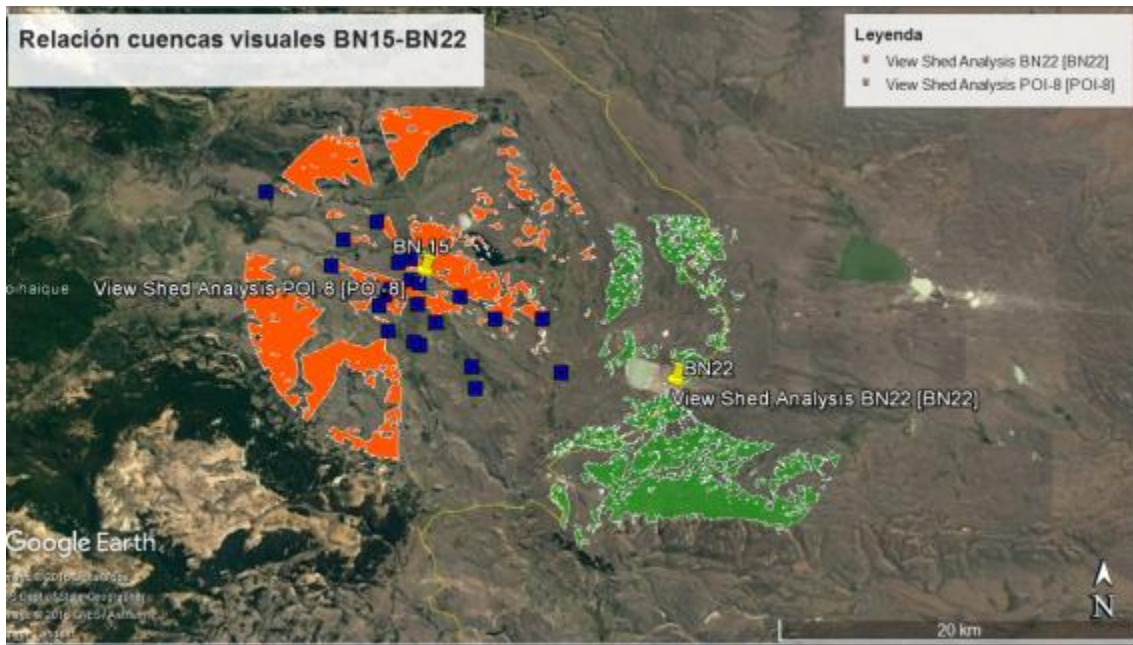 Relación cuencas visuales BN15-BN22
Leyenda
View Shed Analysis BN22 [BN22]
View Shed Analysis POI-8 [POI-8]
BN 15
oihaique
View Shed Analysis POI-8 [POI-8]
BN22
View Shed Analysis BN22 [BN22]
Google Earth
N
20 km